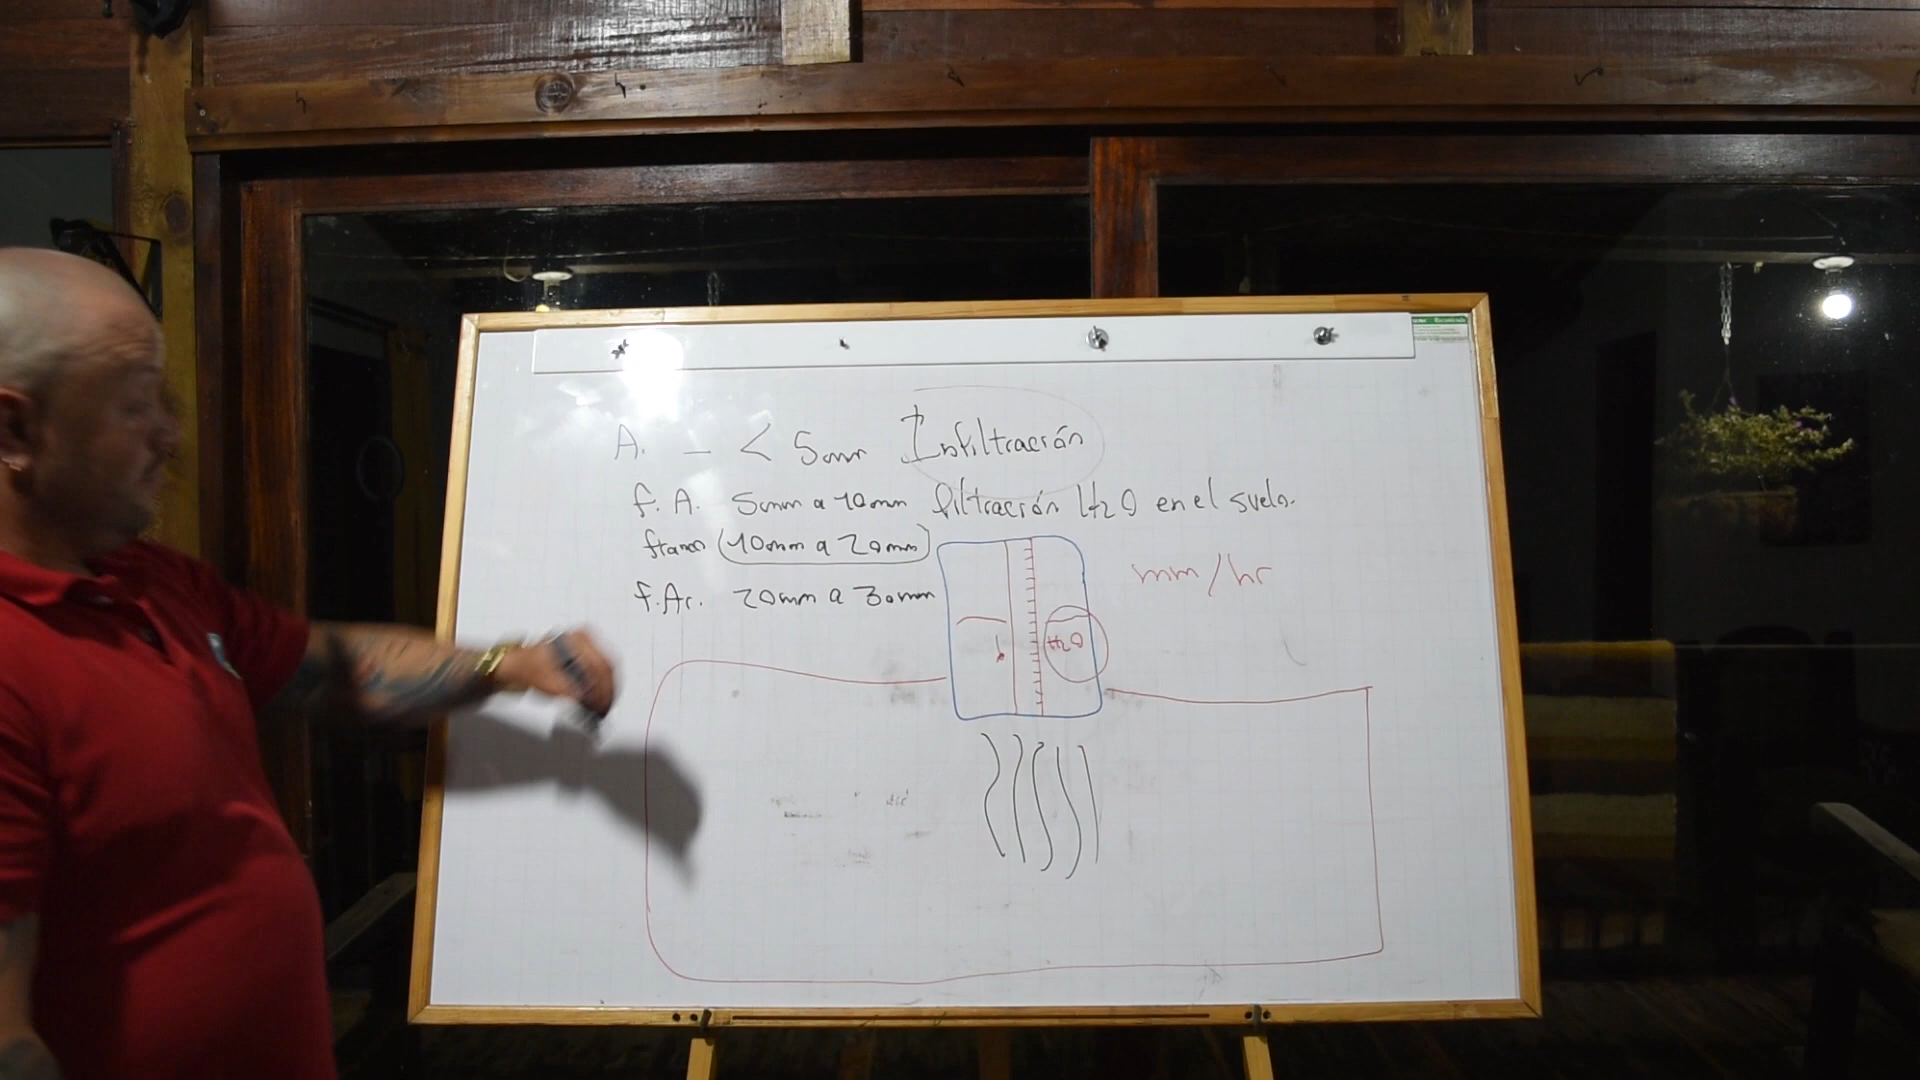 A. - < 5mm Infiltración
f. A. 5mm a 10mm filtración H2O en el suelo.
franco (10mm a 20mm)
f. Ar. 20mm a 30mm
mm/hr
H2O